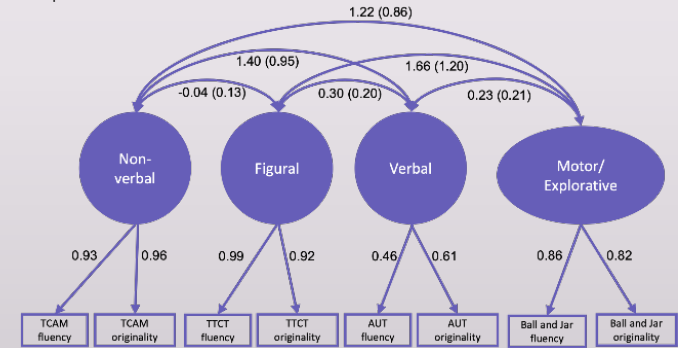 1.22 (0.86)
1.40 (0.95)
1.66 (1.20)
-0.04 (0.13)
0.30 (0.20)
0.23 (0.21)
Non-
verbal
Figural
Verbal
Motor/
Explorative
0.93
0.96
0.99
0.92
0.46
0.61
0.86
0.82
TCAM
fluency
TCAM
originality
TTCT
fluency
TTCT
originality
AUT
fluency
AUT
originality
Ball and Jar
fluency
Ball and Jar
originality